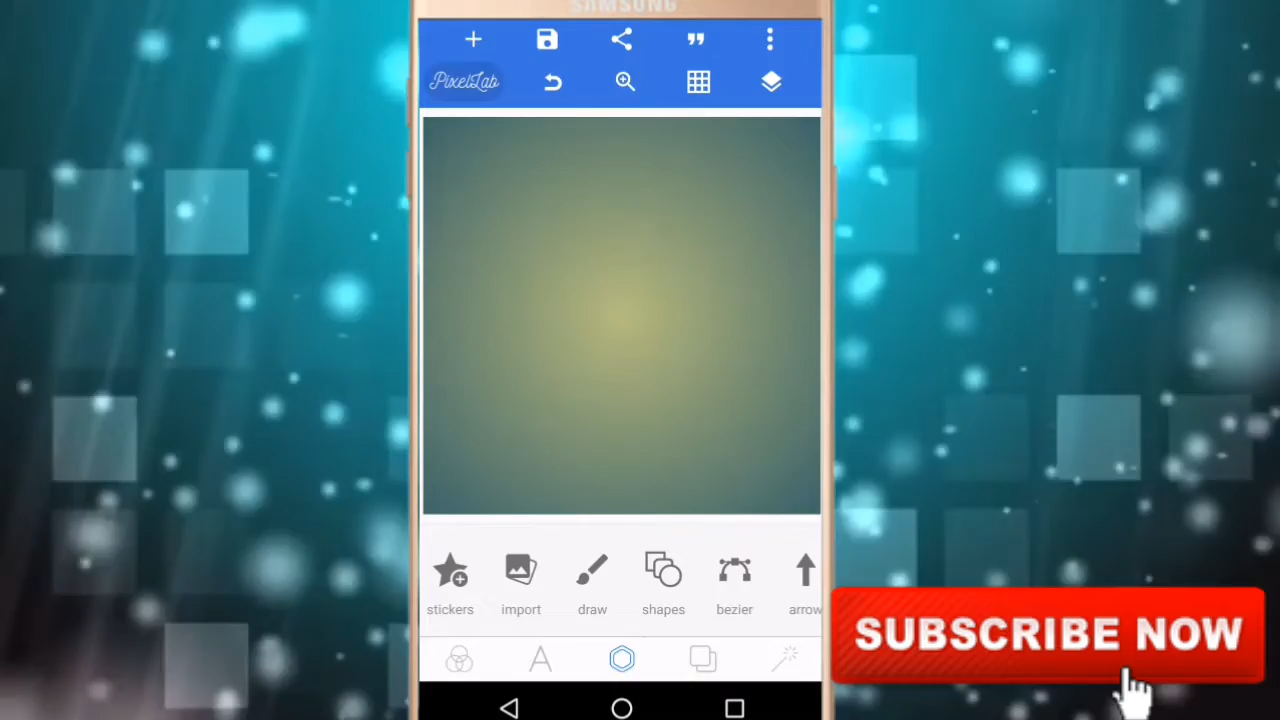 SAMSUNG
PixelLab
stickers
import
draw
shapes
bezier
arrow
SUBSCRIBE NOW